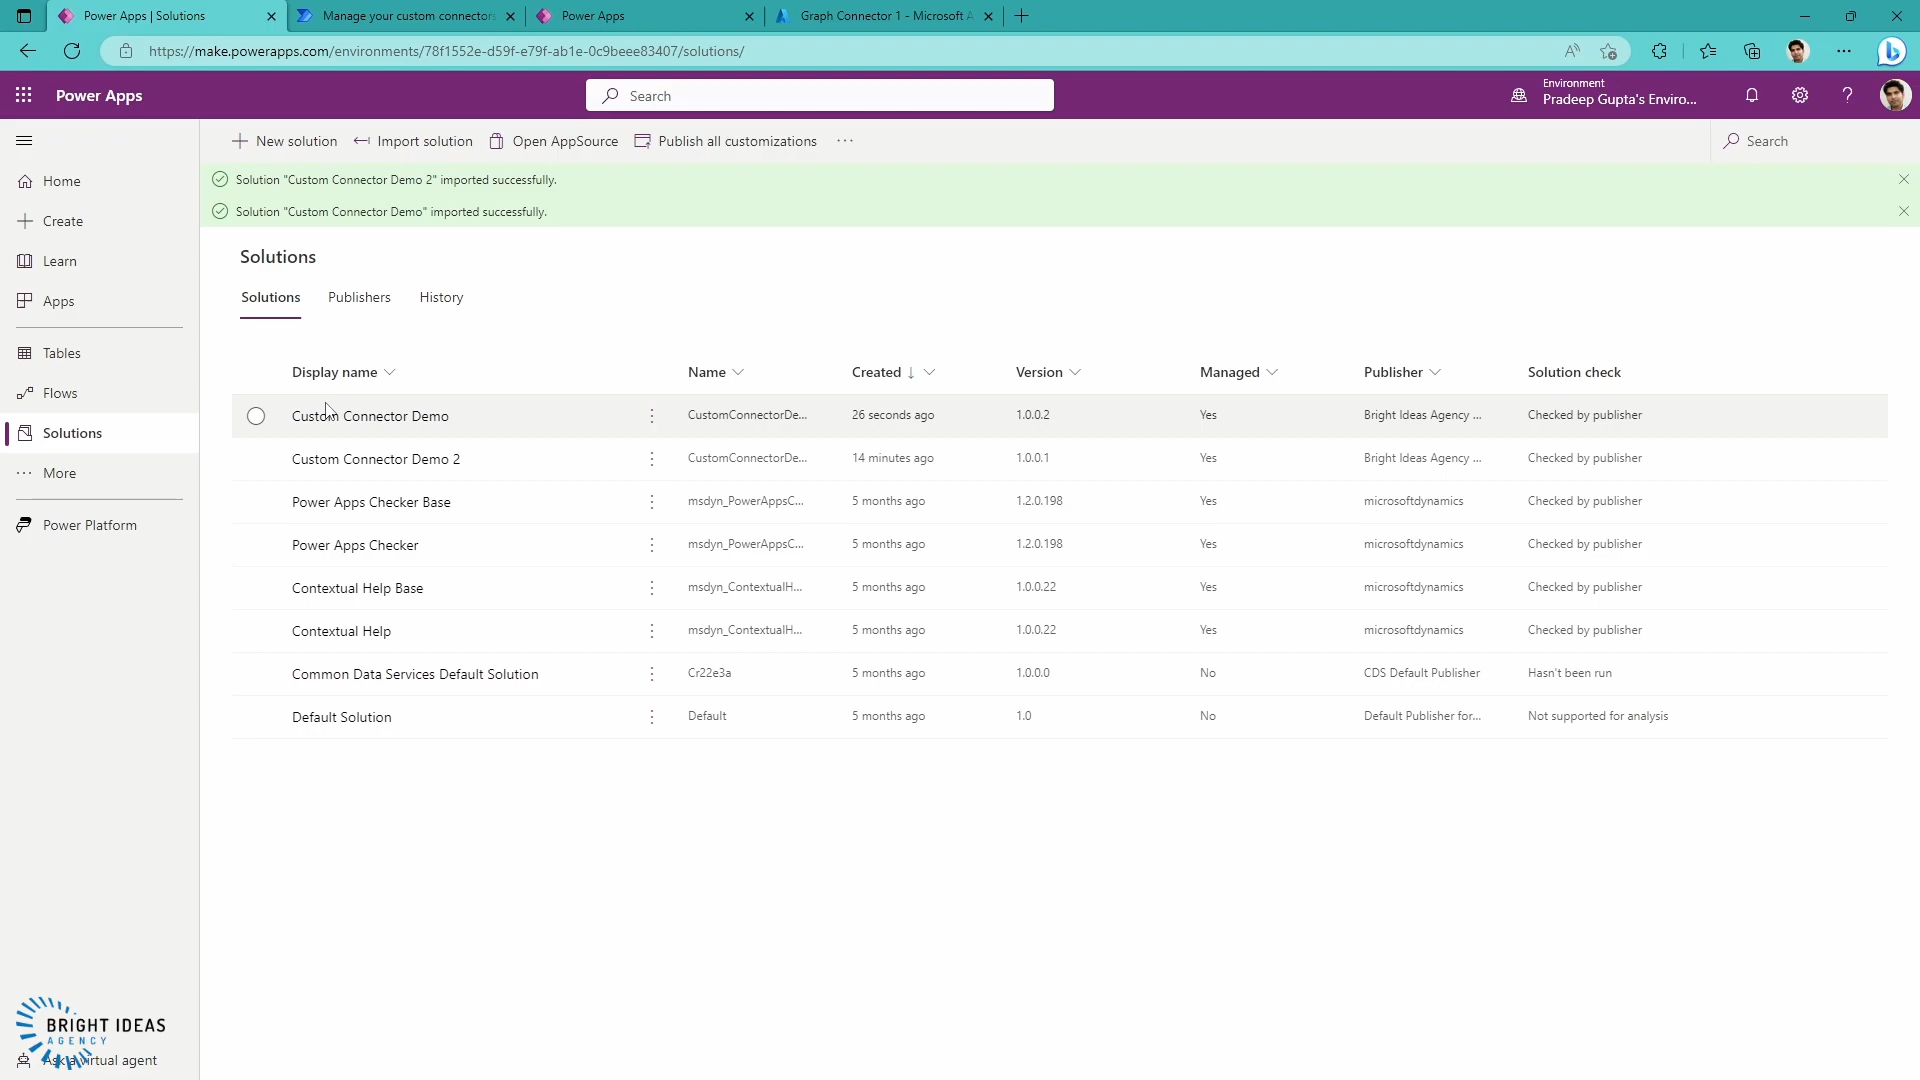 Power Apps | Solutions
Manage your custom connectors
Power Apps
Graph Connector 1 - Microsoft A
https://make.powerapps.com/environments/78f1552e-d59f-e79f-ab1e-0c9beee83407/solutions/
Power Apps
Search
Environment
Pradeep Gupta's Enviro...
New solution
Import solution
Open AppSource
Publish all customizations
Search
Solution "Custom Connector Demo 2" imported successfully.
Solution "Custom Connector Demo" imported successfully.
Home
Create
Learn
Apps
Tables
Flows
Solutions
More
Power Platform
Solutions
Solutions Publishers History
Display name Name Created ↓ Version Managed Publisher Solution check
Custom Connector Demo CustomConnectorDe... 26 seconds ago 1.0.0.2 Yes Bright Ideas Agency ... Checked by publisher
Custom Connector Demo 2 CustomConnectorDe... 14 minutes ago 1.0.0.1 Yes Bright Ideas Agency ... Checked by publisher
Power Apps Checker Base msdyn_PowerAppsC... 5 months ago 1.2.0.198 Yes microsoftdynamics Checked by publisher
Power Apps Checker msdyn_PowerAppsC... 5 months ago 1.2.0.198 Yes microsoftdynamics Checked by publisher
Contextual Help Base msdyn_ContextualH... 5 months ago 1.0.0.22 Yes microsoftdynamics Checked by publisher
Contextual Help msdyn_ContextualH... 5 months ago 1.0.0.22 Yes microsoftdynamics Checked by publisher
Common Data Services Default Solution Cr22e3a 5 months ago 1.0.0.0 No CDS Default Publisher Hasn't been run
Default Solution Default 5 months ago 1.0 No Default Publisher for... Not supported for analysis
BRIGHT IDEAS
AGENCY
Ask a virtual agent